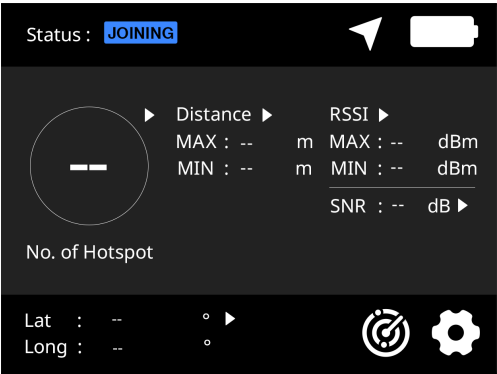 Status : JOINING
-- 
No. of Hotspot
Distance
MAX : -- m
MIN : -- m
RSSI
MAX : -- dBm
MIN : -- dBm
SNR : -- dB
Lat : -- °
Long : -- °